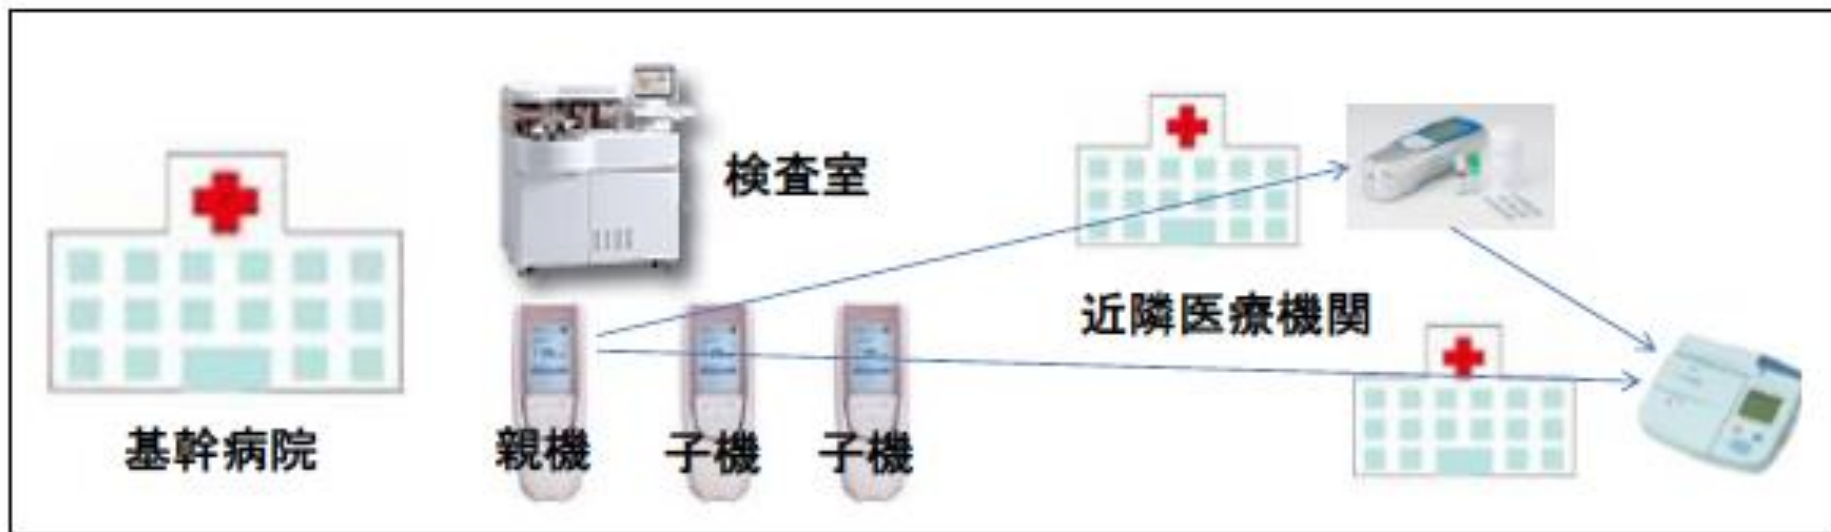 検査室
近隣医療機関
基幹病院
親機
子機
子機